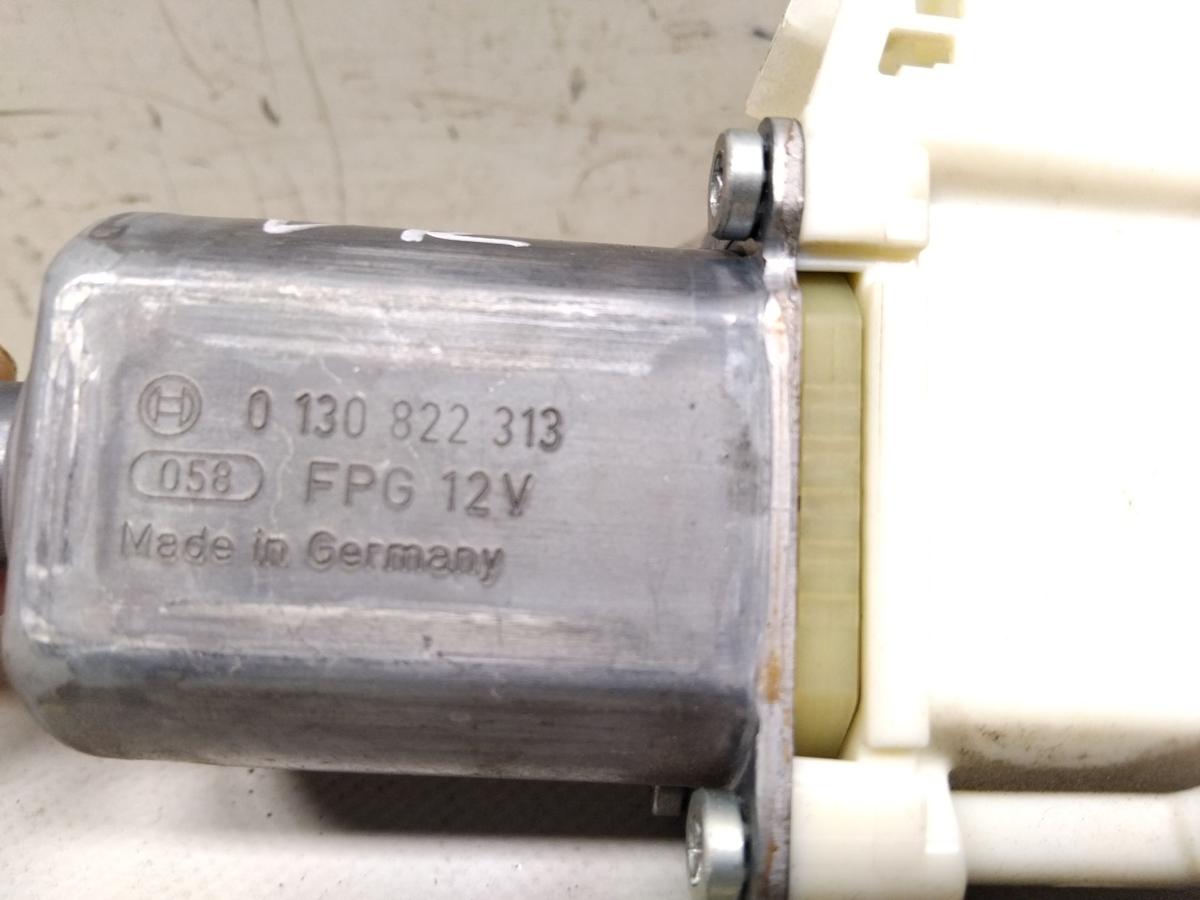 0 130 822 313
058 FPG 12V
Made in Germany